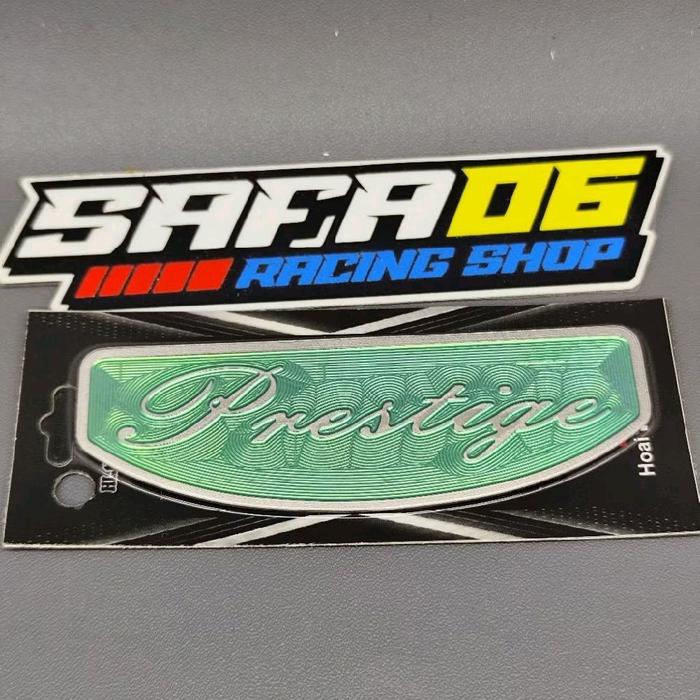 SAFA06
RACING SHOP
Prestige
Hoai